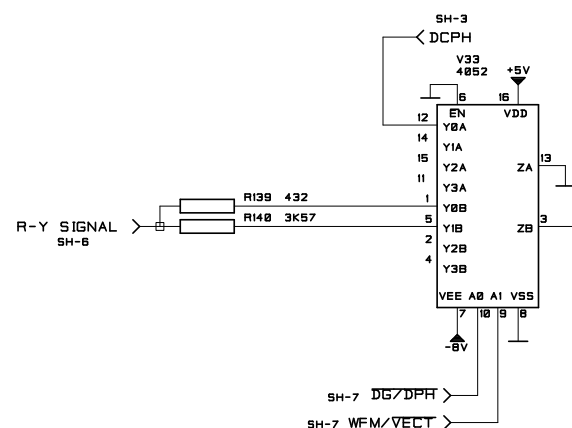 SH-3
DCPH
V33
4052
+5V
6 16
12 EN VDD
Y0A
14
Y1A
15 13
Y2A ZA
11
Y3A
R139 432 1
Y0B
R140 3K57 5 3
R-Y SIGNAL Y1B ZB
SH-6
2
Y2B
4
Y3B
VEE A0 A1 VSS
7 10 9 8
-8V
SH-7 DG/DPH
SH-7 WFM/VECT